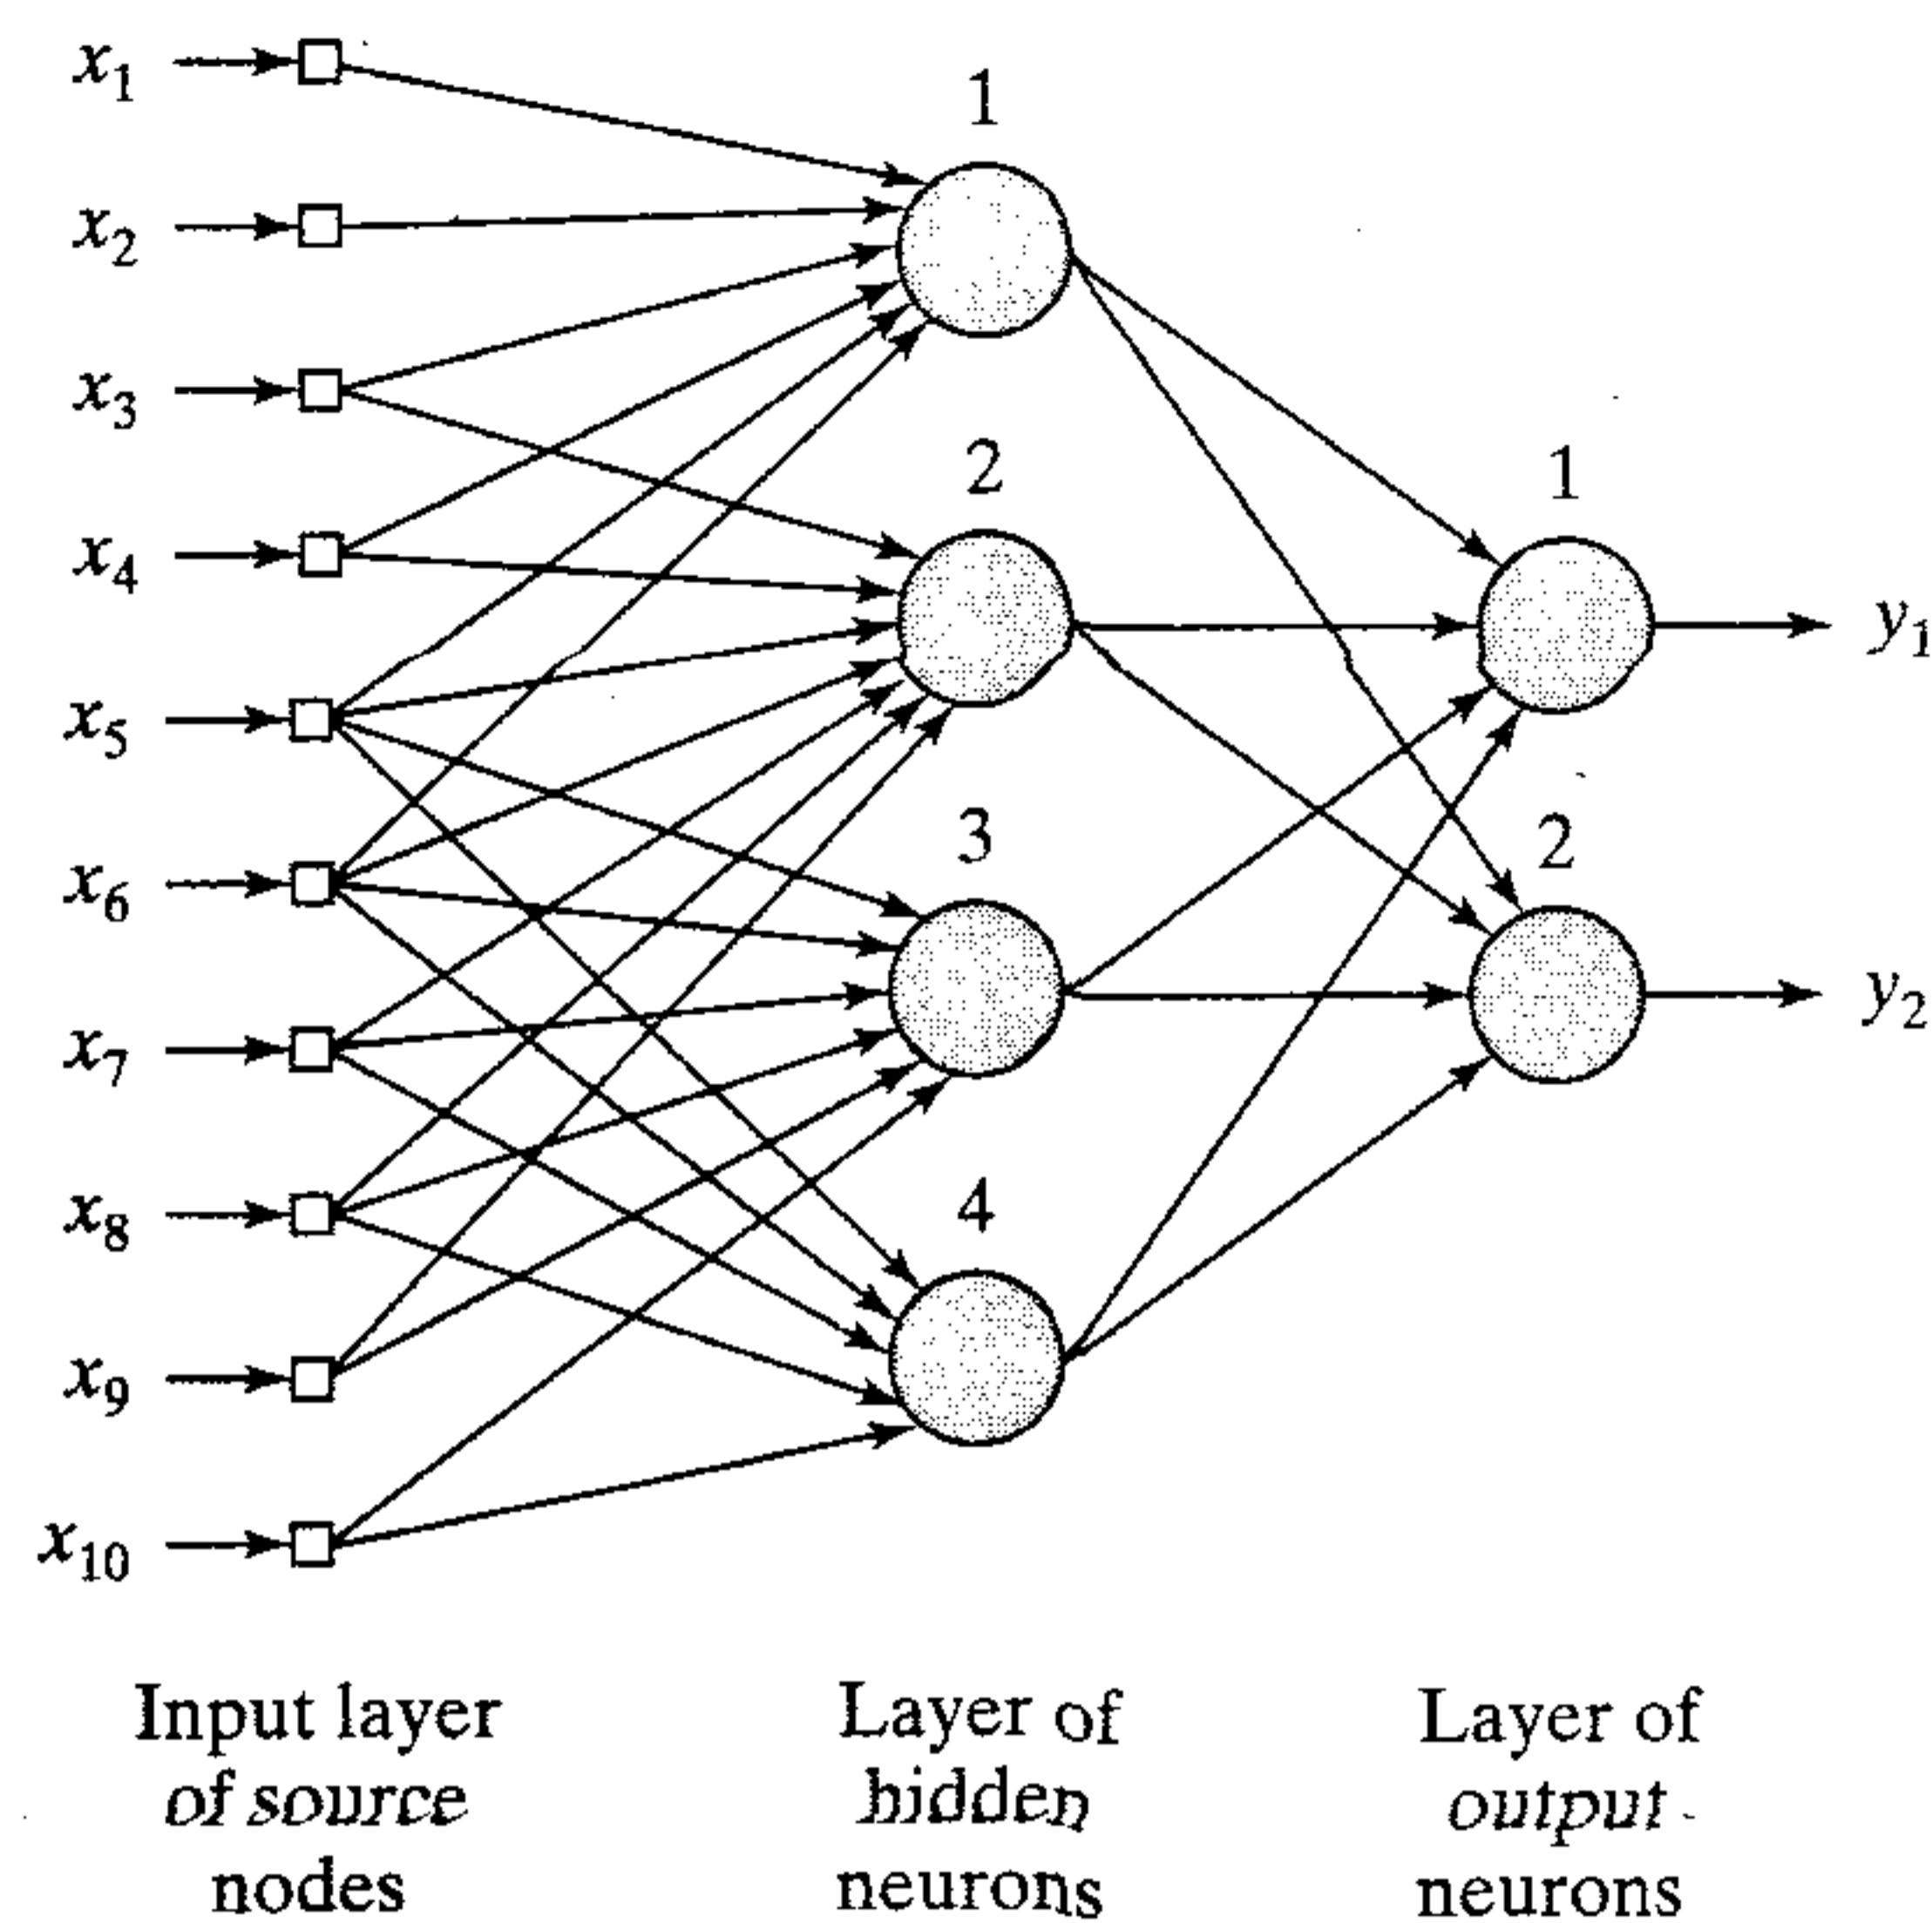 x₁
x₂
x₃
x₄
x₅
x₆
x₇
x₈
x₉
x₁₀
1
2
3
4
1
2
y₁
y₂
Input layer
of source
nodes
Layer of
hidden
neurons
Layer of
output
neurons